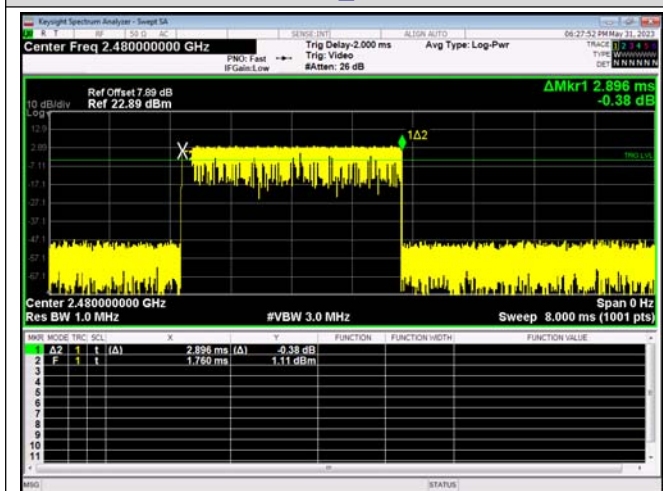 Keysight Spectrum Analyzer - Swept SA
R T RF 50 Ω AC SENSE:INT ALIGN AUTO 06:27:52 PM May 31, 2023
Center Freq 2.480000000 GHz
PNO: Fast
IFGain:Low
Trig Delay-2.000 ms
Trig: Video
#Atten: 26 dB
Avg Type: Log-Pwr
TRACE 1 2 3 4 5 6
TYPE
DET N N N N N N
Ref Offset 7.89 dB
Ref 22.89 dBm
10 dB/div
Log
ΔMkr1 2.896 ms
-0.38 dB
12.9
2.89
-7.11
-17.1
-27.1
-37.1
-47.1
-57.1
-67.1
X
1Δ2
TRIG LVL
Center 2.480000000 GHz
Res BW 1.0 MHz
#VBW 3.0 MHz
Span 0 Hz
Sweep 8.000 ms (1001 pts)
MKR MODE TRC SCL X Y FUNCTION FUNCTION WIDTH FUNCTION VALUE
1 Δ2 1 t (Δ) 2.896 ms (Δ) -0.38 dB
2 F 1 t 1.760 ms 1.11 dBm
3
4
5
6
7
8
9
10
11
MSG STATUS